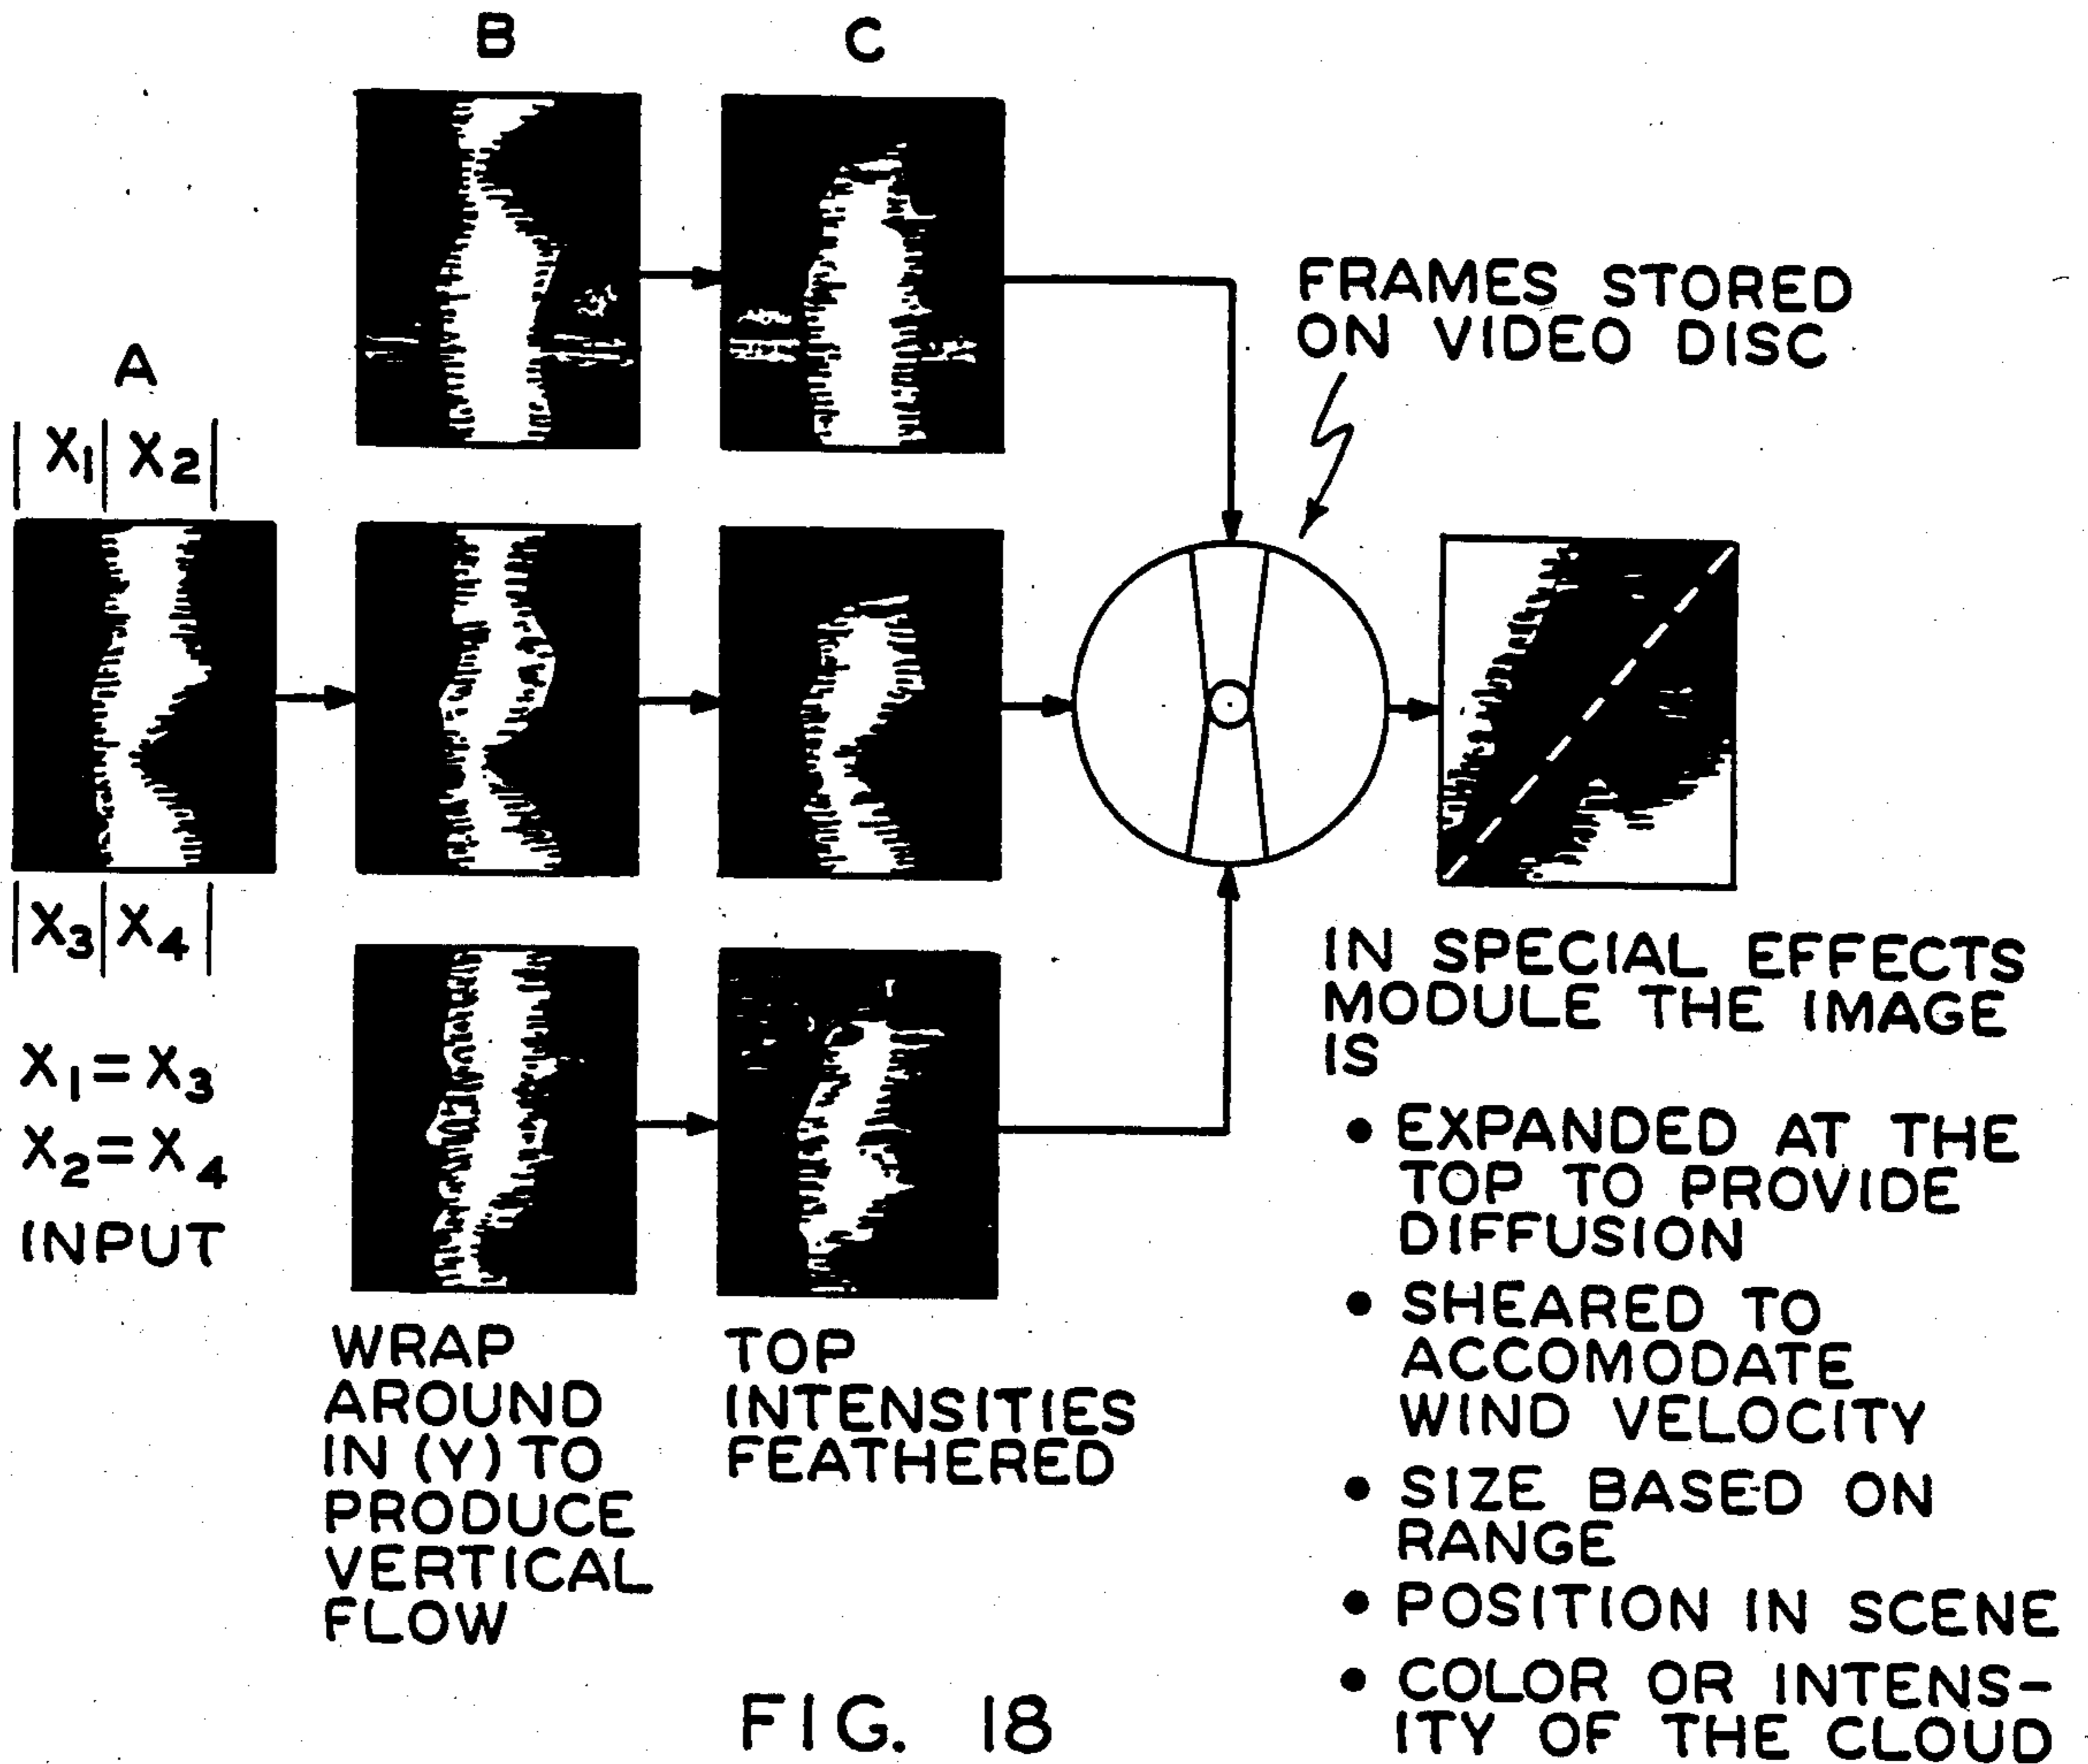 B
C
A
X1 X2
X3 X4
X1 = X3
X2 = X4
INPUT
WRAP
AROUND
IN (Y) TO
PRODUCE
VERTICAL
FLOW
TOP
INTENSITIES
FEATHERED
FRAMES STORED
ON VIDEO DISC
IN SPECIAL EFFECTS
MODULE THE IMAGE
IS
• EXPANDED AT THE
TOP TO PROVIDE
DIFFUSION
• SHEARED TO
ACCOMODATE
WIND VELOCITY
• SIZE BASED ON
RANGE
• POSITION IN SCENE
• COLOR OR INTENS-
ITY OF THE CLOUD
FIG. 18